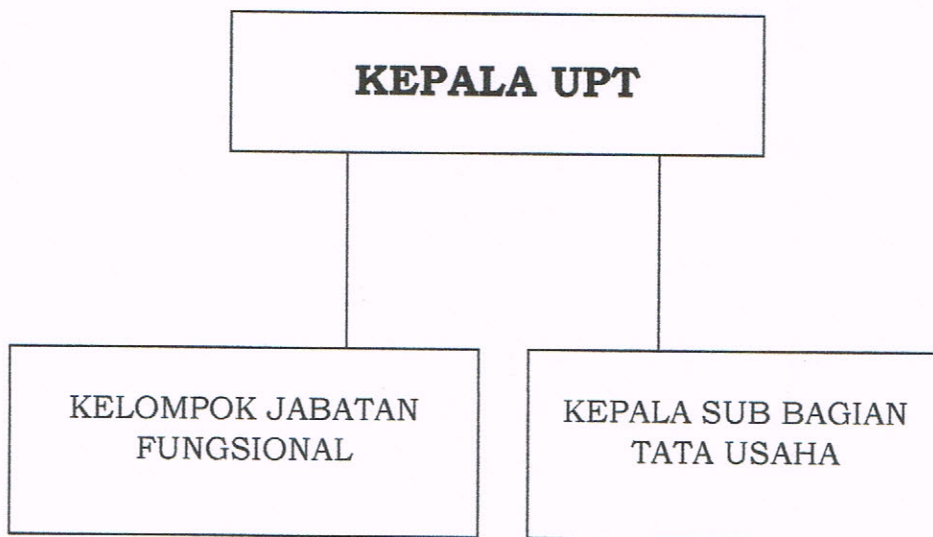 KEPALA UPT
KELOMPOK JABATAN
FUNGSIONAL
KEPALA SUB BAGIAN
TATA USAHA